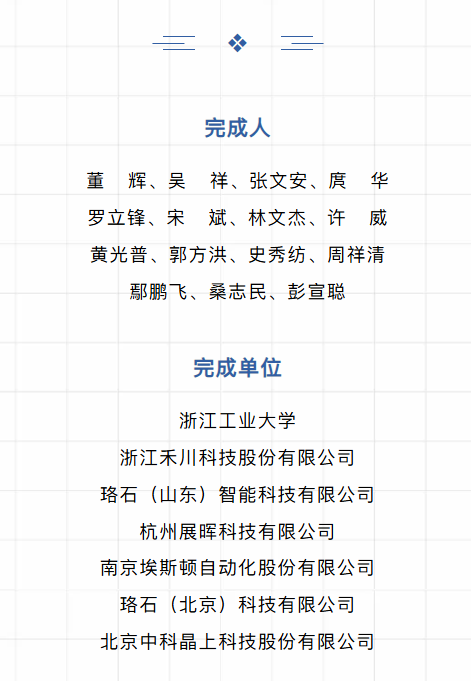 完成人
董　辉、吴　祥、张文安、庹　华
罗立锋、宋　斌、林文杰、许　威
黄光普、郭方洪、史秀纺、周祥清
鄢鹏飞、桑志民、彭宣聪
完成单位
浙江工业大学
浙江禾川科技股份有限公司
珞石（山东）智能科技有限公司
杭州展晖科技有限公司
南京埃斯顿自动化股份有限公司
珞石（北京）科技有限公司
北京中科晶上科技股份有限公司